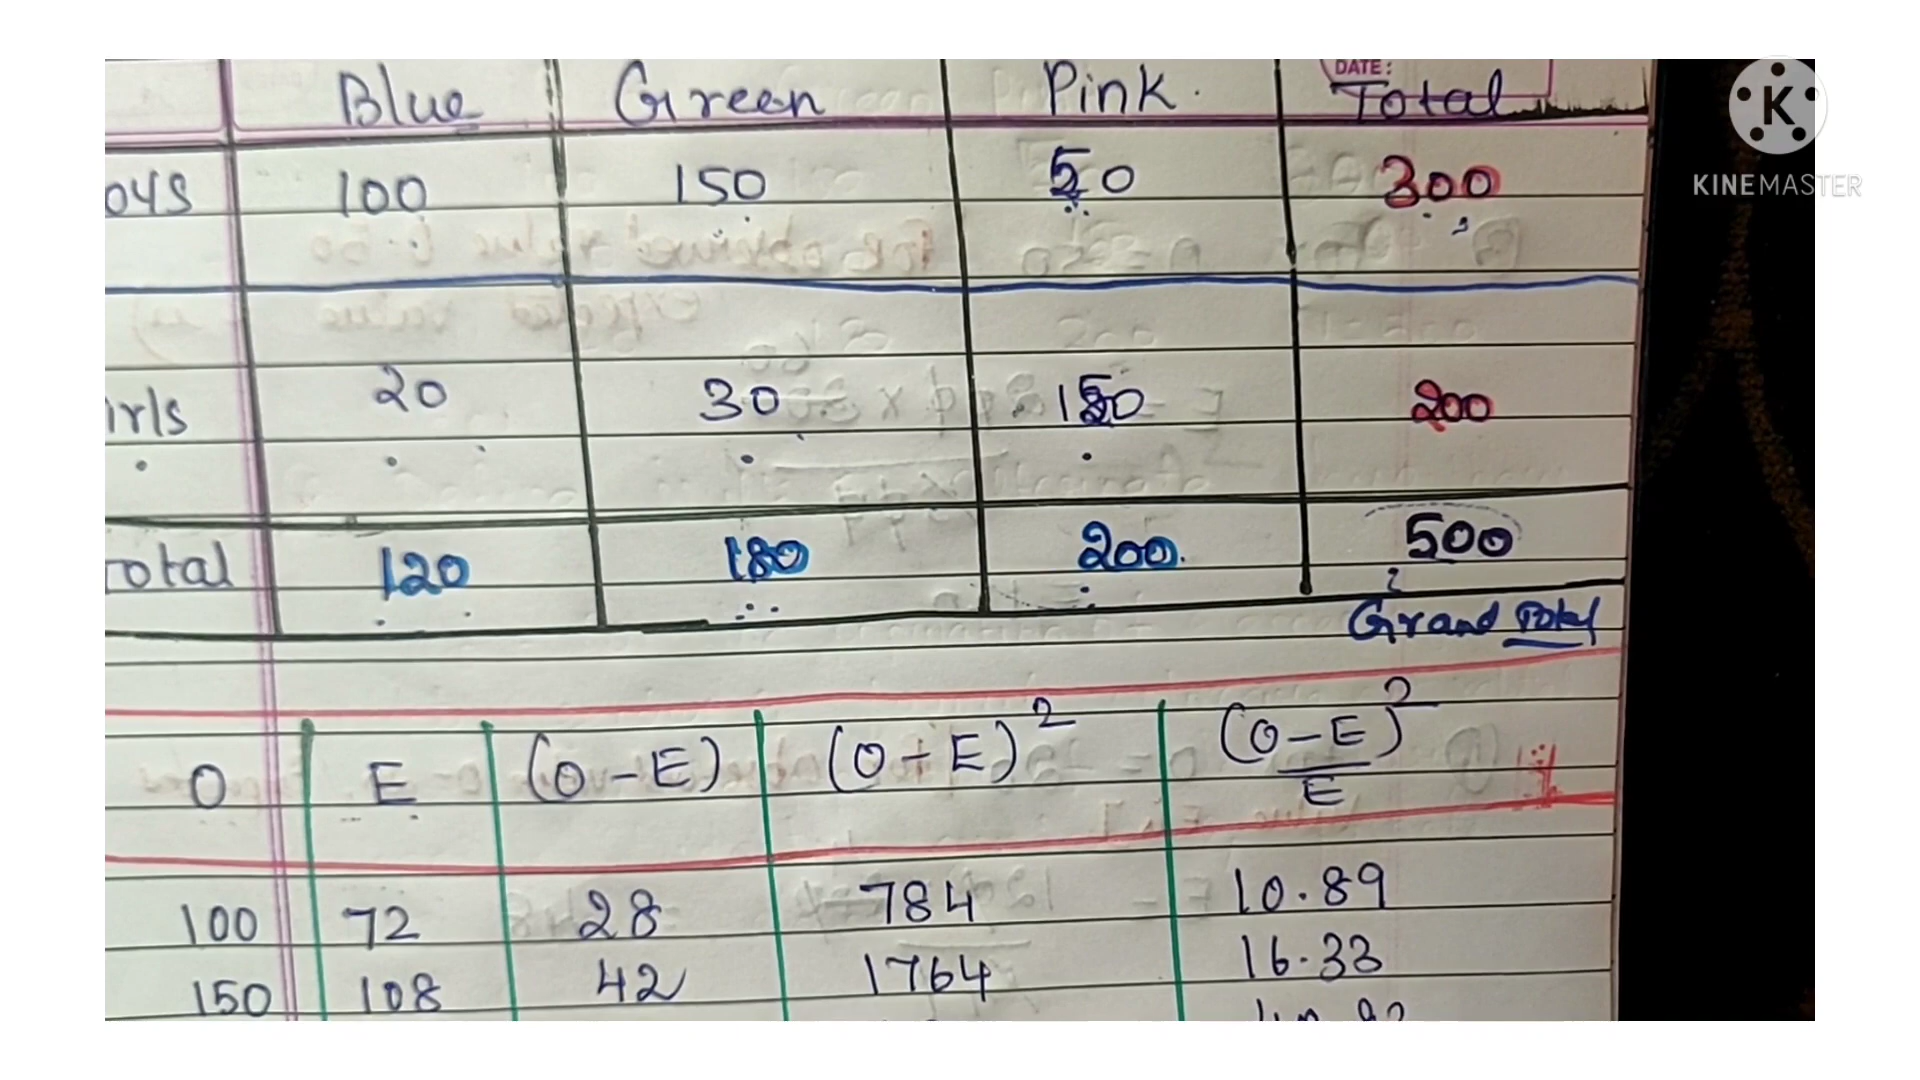 Blue Green Pink. Total
DATE:
oys 100 150 50 300
irls 20 30 150 200
total 120 180 200. 500
Grand Total
O E (O-E) (O-E)² (O-E)²/E
100 72 28 784 10.89
150 108 42 1764 16.33
K
KINEMASTER